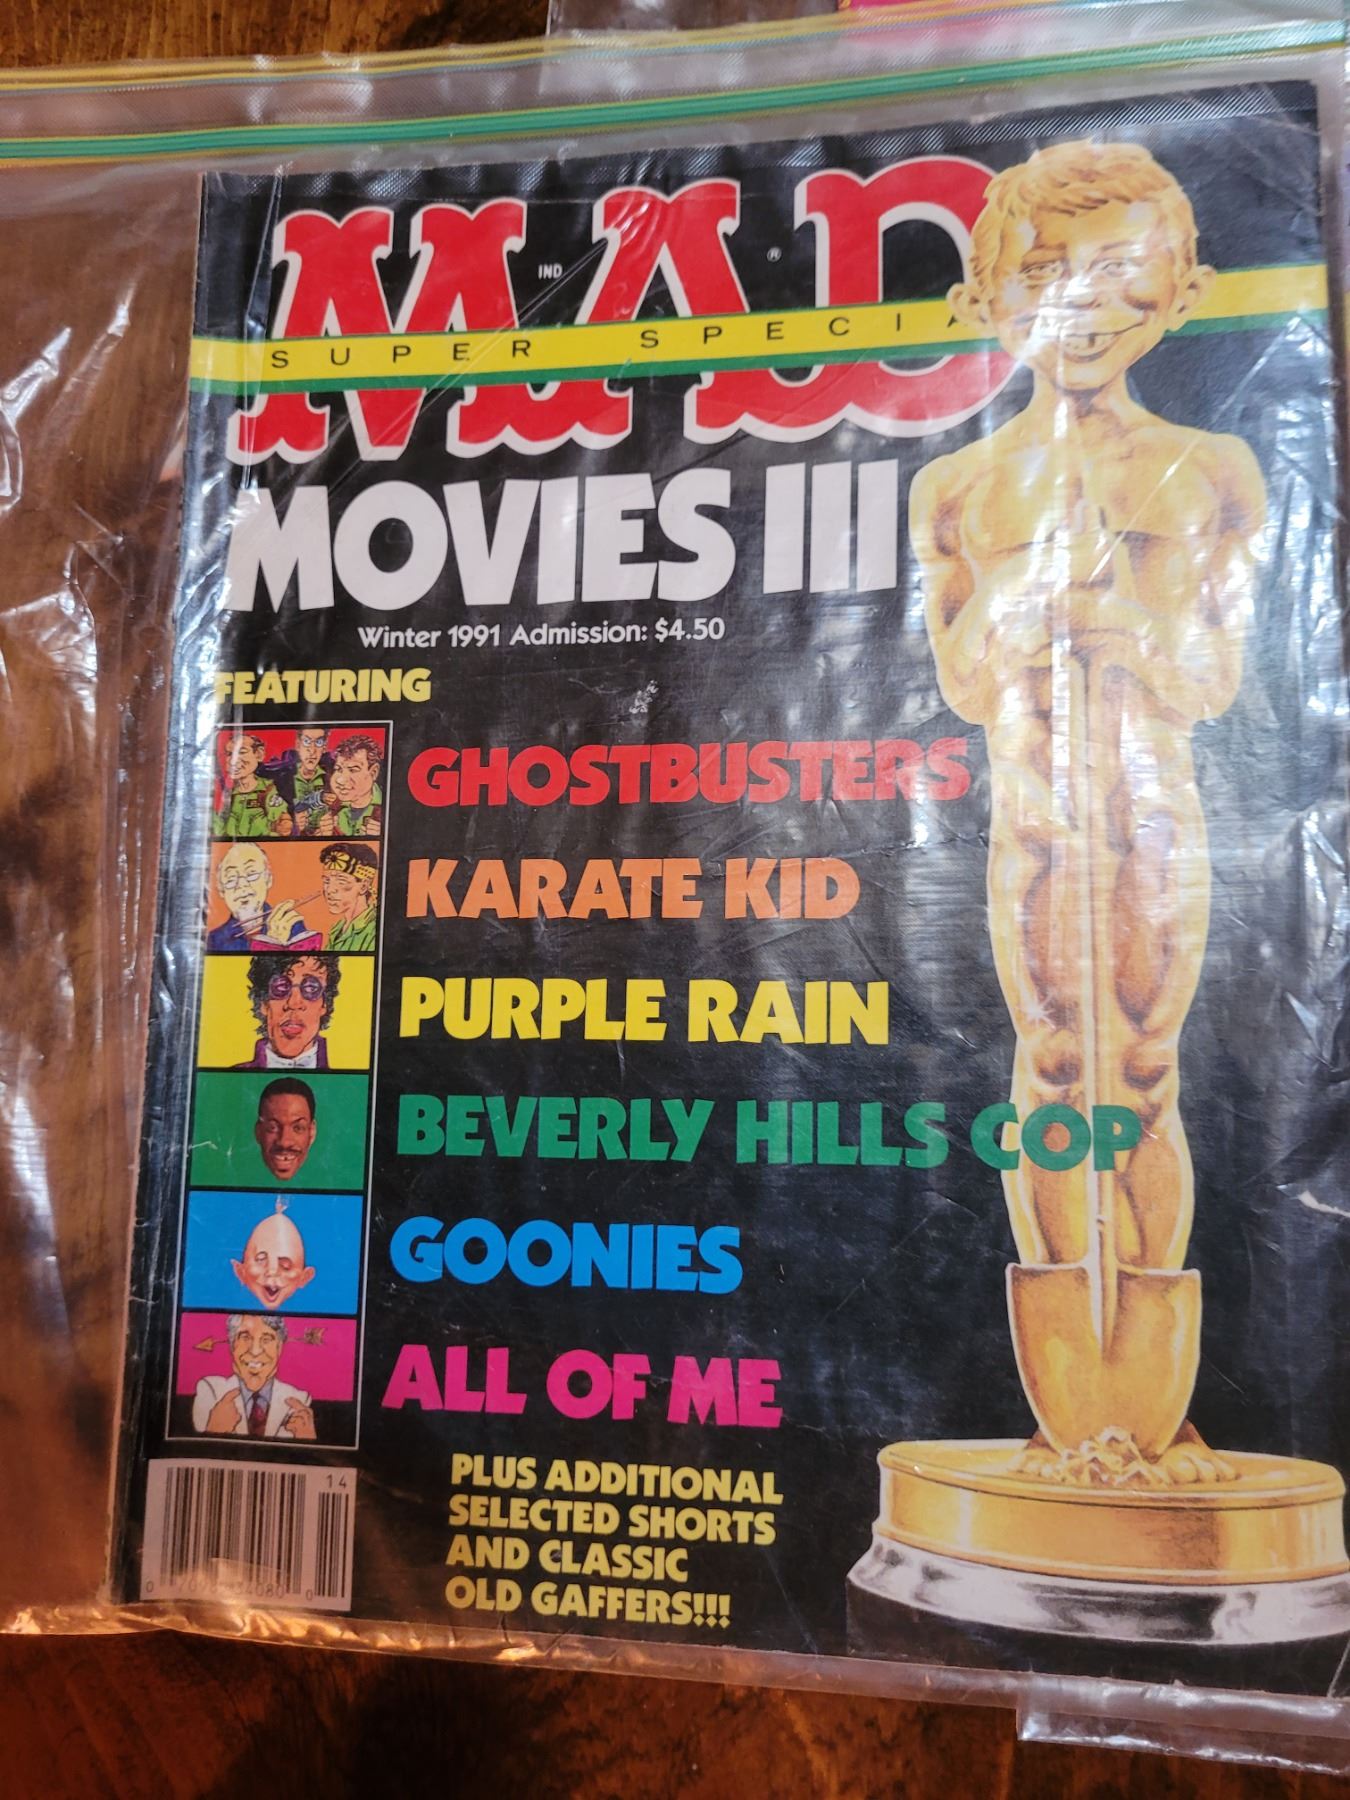 MAD
IND
®
SUPER SPECIA
MOVIES III
Winter 1991 Admission: $4.50
FEATURING
GHOSTBUSTERS
KARATE KID
PURPLE RAIN
BEVERLY HILLS COP
GOONIES
ALL OF ME
PLUS ADDITIONAL
SELECTED SHORTS
AND CLASSIC
OLD GAFFERS!!!
14